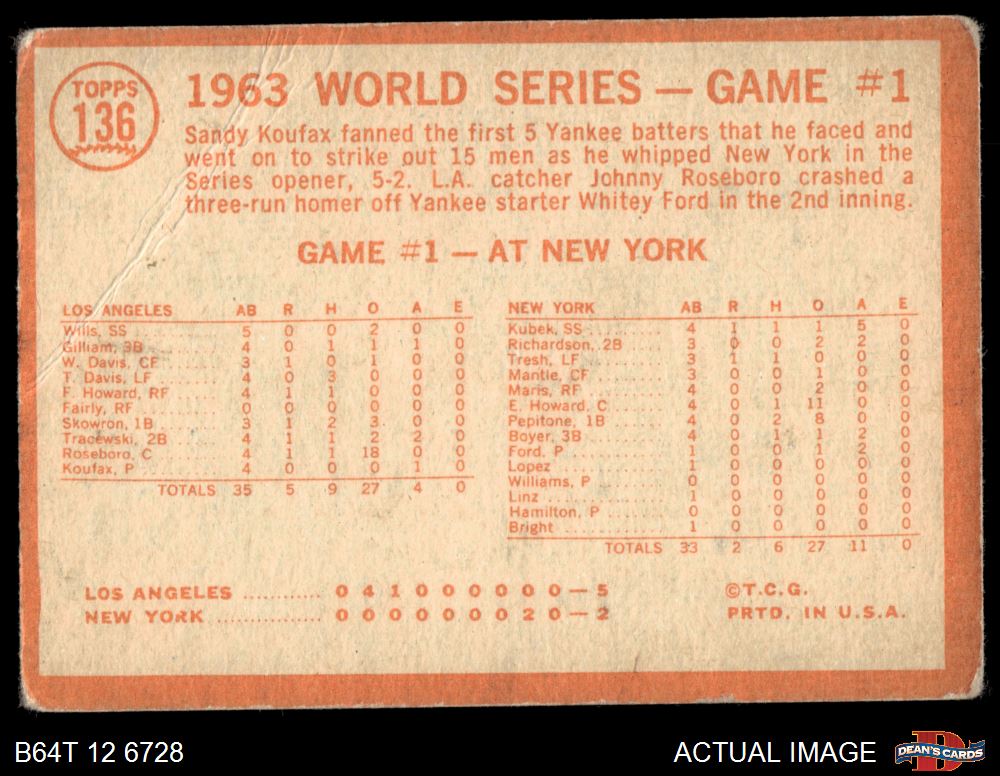 TOPPS
136
1963 WORLD SERIES — GAME #1
Sandy Koufax fanned the first 5 Yankee batters that he faced and
went on to strike out 15 men as he whipped New York in the
Series opener, 5-2. L.A. catcher Johnny Roseboro crashed a
three-run homer off Yankee starter Whitey Ford in the 2nd inning.
GAME #1 — AT NEW YORK
LOS ANGELES AB R H O A E
Wills, SS 5 0 0 2 0 0
Gilliam, 3B 4 0 1 1 1 0
W. Davis, CF 3 1 0 1 0 0
T. Davis, LF 4 0 3 0 0 0
F. Howard, RF 4 1 1 0 0 0
Fairly, RF 0 0 0 0 0 0
Skowron, 1B 3 1 2 3 0 0
Tracewski, 2B 4 1 1 2 2 0
Roseboro, C 4 1 1 18 0 0
Koufax, P 4 0 0 0 1 0
TOTALS 35 5 9 27 4 0
NEW YORK AB R H O A E
Kubek, SS 4 1 1 1 5 0
Richardson, 2B 3 0 0 2 2 0
Tresh, LF 3 1 1 0 0 0
Mantle, CF 3 0 0 1 0 0
Maris, RF 4 0 0 2 0 0
E. Howard, C 4 0 1 11 0 0
Pepitone, 1B 4 0 2 8 0 0
Boyer, 3B 4 0 1 1 2 0
Ford, P 1 0 0 1 2 0
Lopez 1 0 0 0 0 0
Williams, P 0 0 0 0 0 0
Linz 1 0 0 0 0 0
Hamilton, P 0 0 0 0 0 0
Bright 1 0 0 0 0 0
TOTALS 33 2 6 27 11 0
LOS ANGELES ........... 0 4 1 0 0 0 0 0 0 — 5
NEW YORK ............... 0 0 0 0 0 0 0 2 0 — 2
©T.C.G.
PRTD. IN U.S.A.
B64T 12 6728
ACTUAL IMAGE
D
DEAN'S CARDS